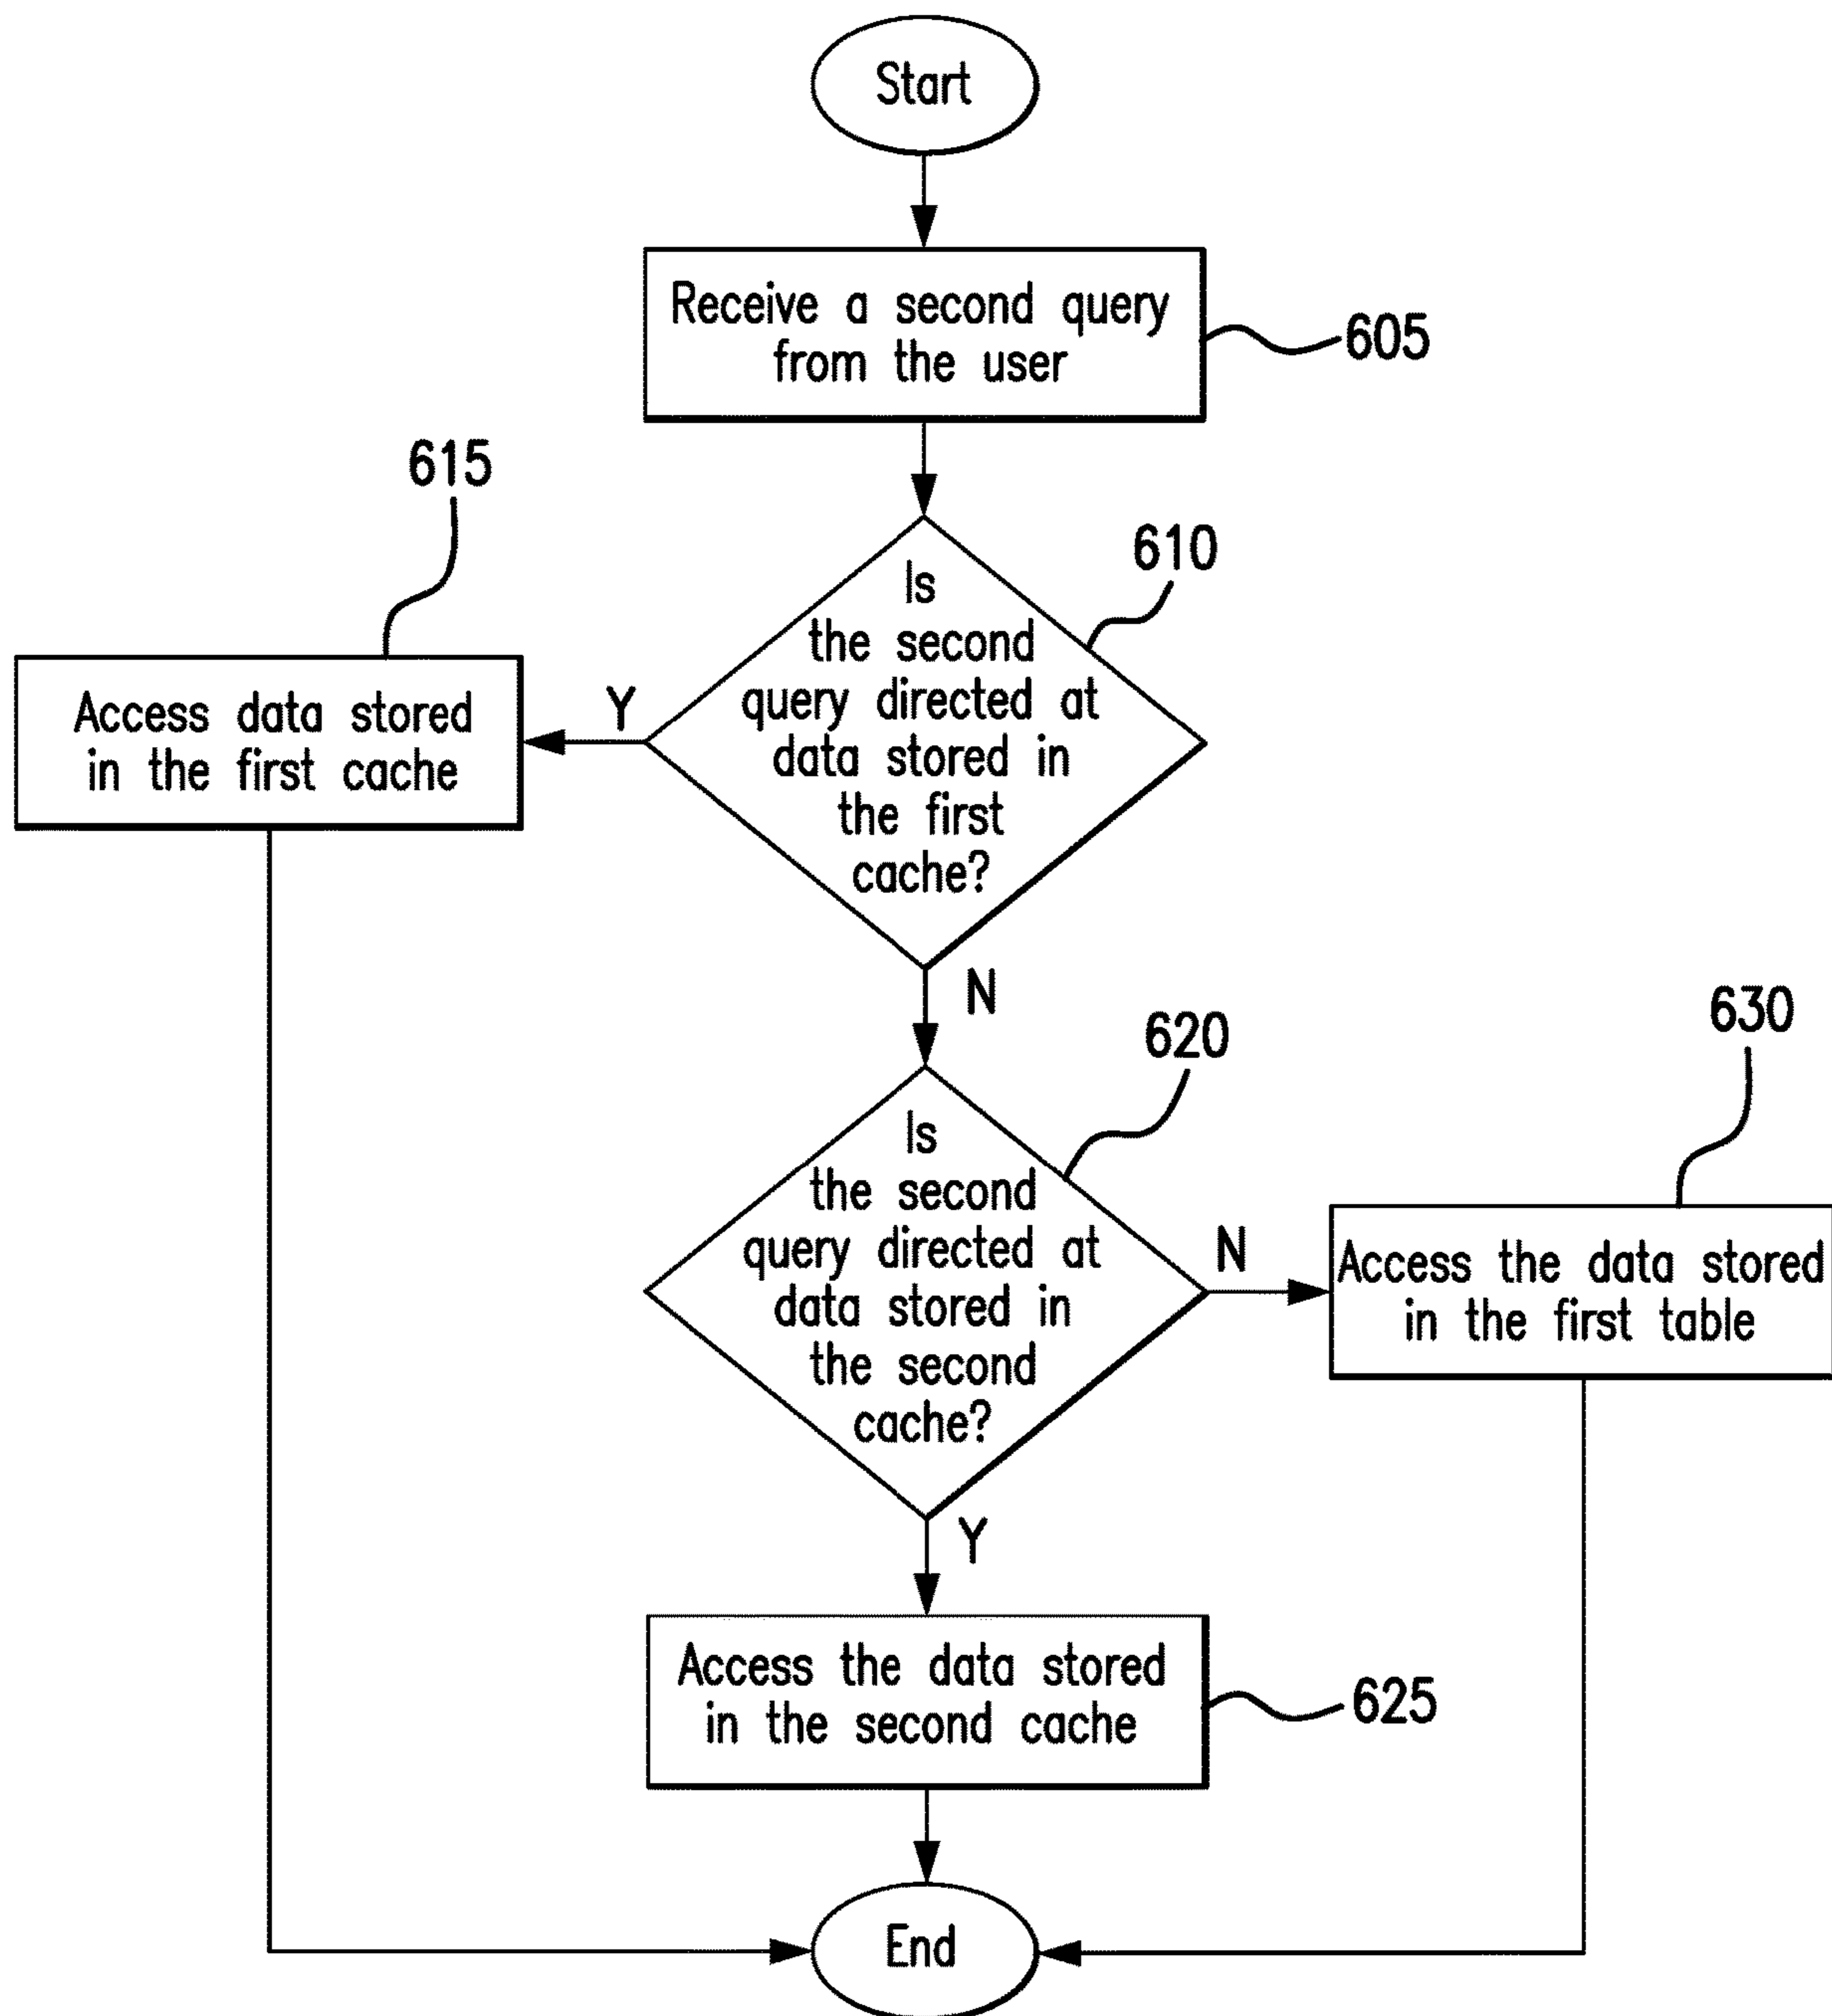 Start
Receive a second query
from the user
605
615
610
Is
the second
query directed at
data stored in
the first
cache?
Y
Access data stored
in the first cache
N
620
630
Is
the second
query directed at
data stored in
the second
cache?
N
Access the data stored
in the first table
Y
Access the data stored
in the second cache
625
End